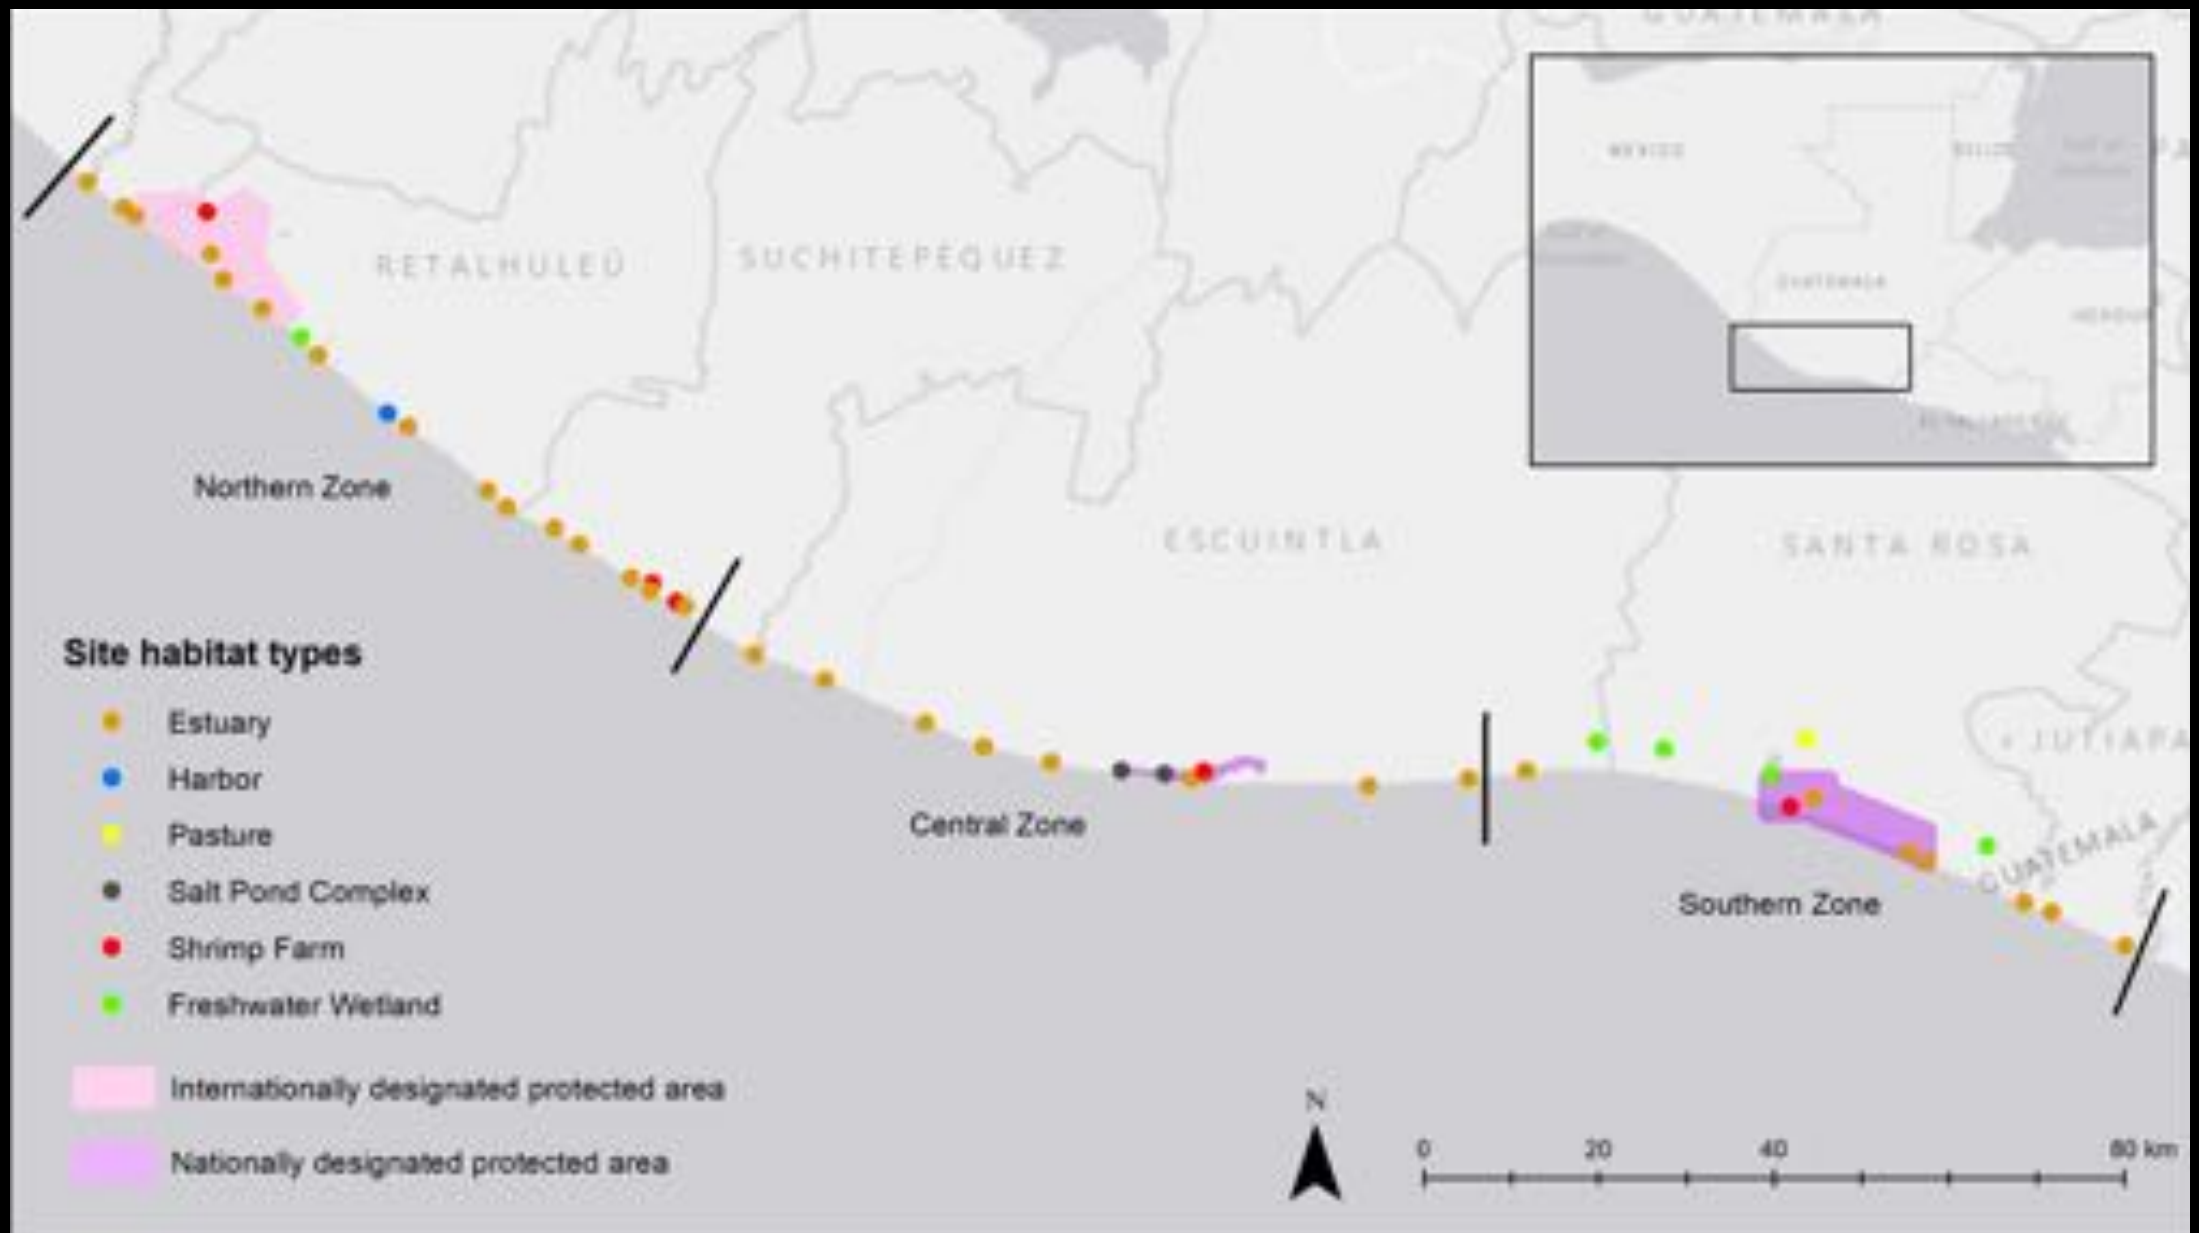 GUATEMALA
MEXICO
GUATEMALA
RETALHULEU
SUCHITEPEQUEZ
ESCUINTLA
SANTA ROSA
JUTIAPA
GUATEMALA
Northern Zone
Central Zone
Southern Zone
Site habitat types
Estuary
Harbor
Pasture
Salt Pond Complex
Shrimp Farm
Freshwater Wetland
Internationally designated protected area
Nationally designated protected area
N
0 20 40 80 km